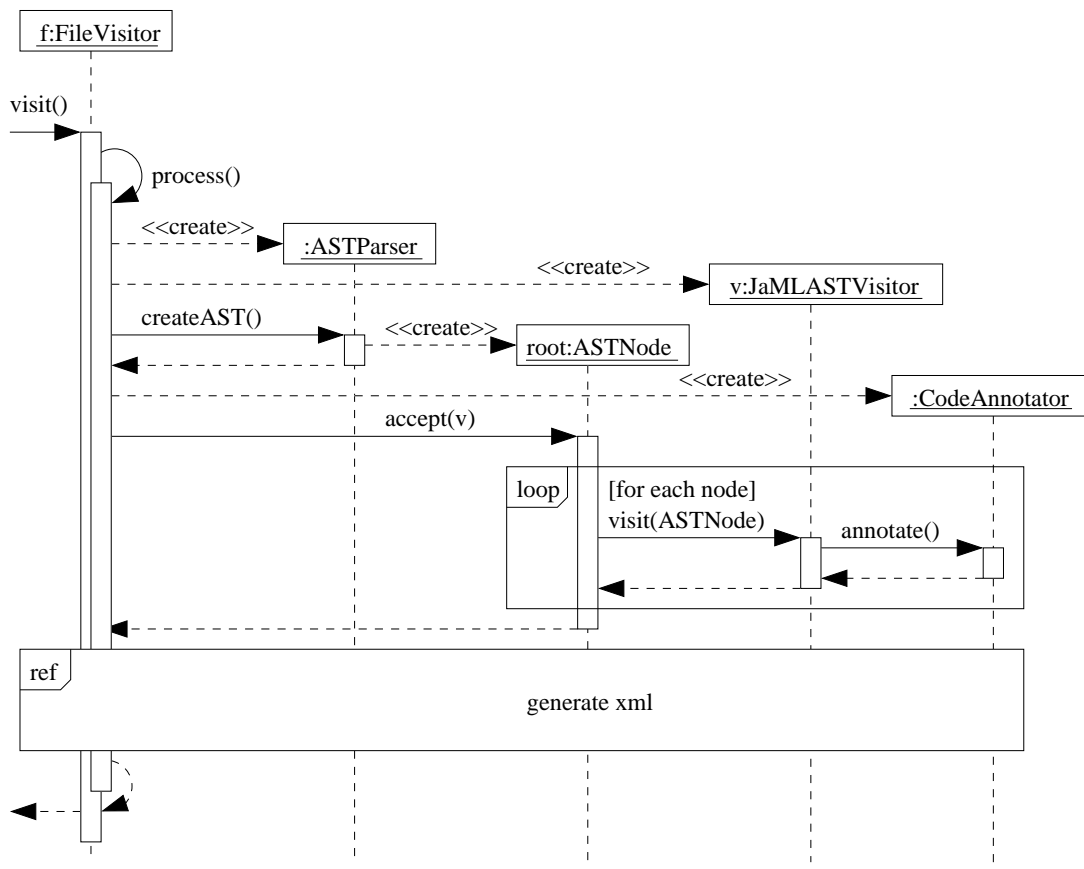 f:FileVisitor
visit()
process()
<<create>>
:ASTParser
<<create>>
v:JaMLASTVisitor
createAST()
<<create>>
root:ASTNode
<<create>>
:CodeAnnotator
accept(v)
loop
[for each node]
visit(ASTNode)
annotate()
ref
generate xml